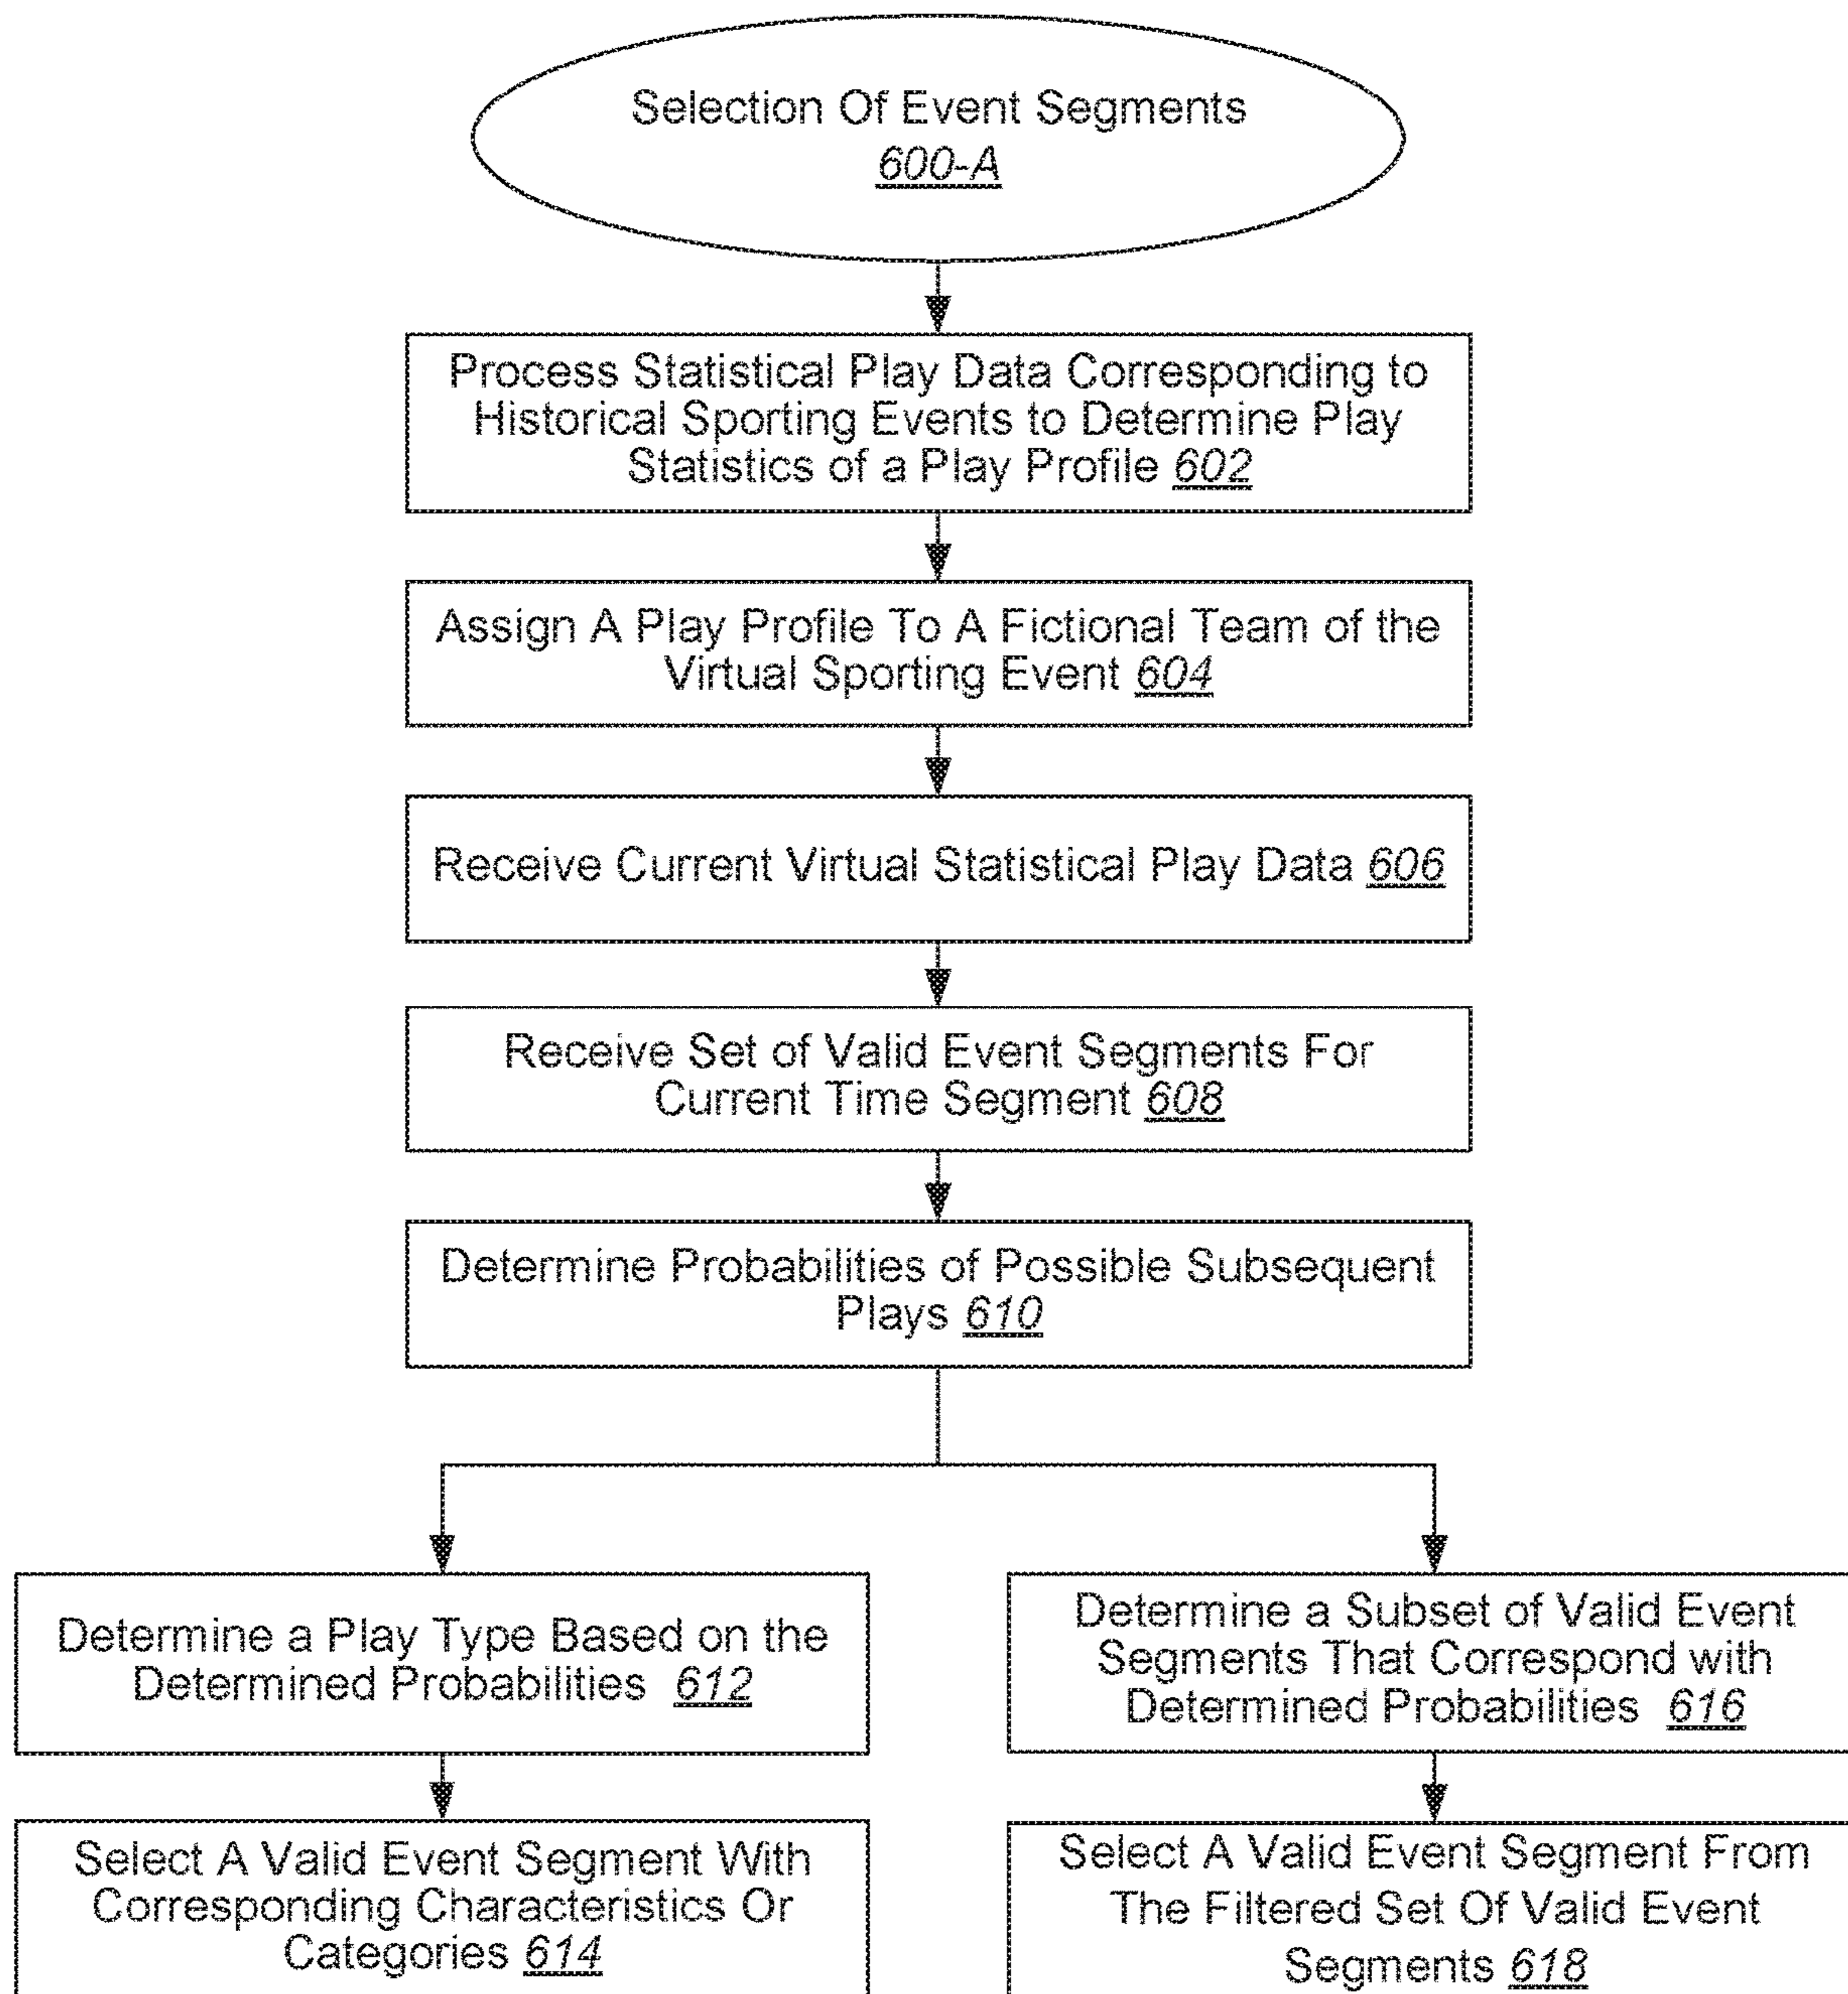 Selection Of Event Segments
600-A
Process Statistical Play Data Corresponding to
Historical Sporting Events to Determine Play
Statistics of a Play Profile 602
Assign A Play Profile To A Fictional Team of the
Virtual Sporting Event 604
Receive Current Virtual Statistical Play Data 606
Receive Set of Valid Event Segments For
Current Time Segment 608
Determine Probabilities of Possible Subsequent
Plays 610
Determine a Play Type Based on the
Determined Probabilities 612
Select A Valid Event Segment With
Corresponding Characteristics Or
Categories 614
Determine a Subset of Valid Event
Segments That Correspond with
Determined Probabilities 616
Select A Valid Event Segment From
The Filtered Set Of Valid Event
Segments 618